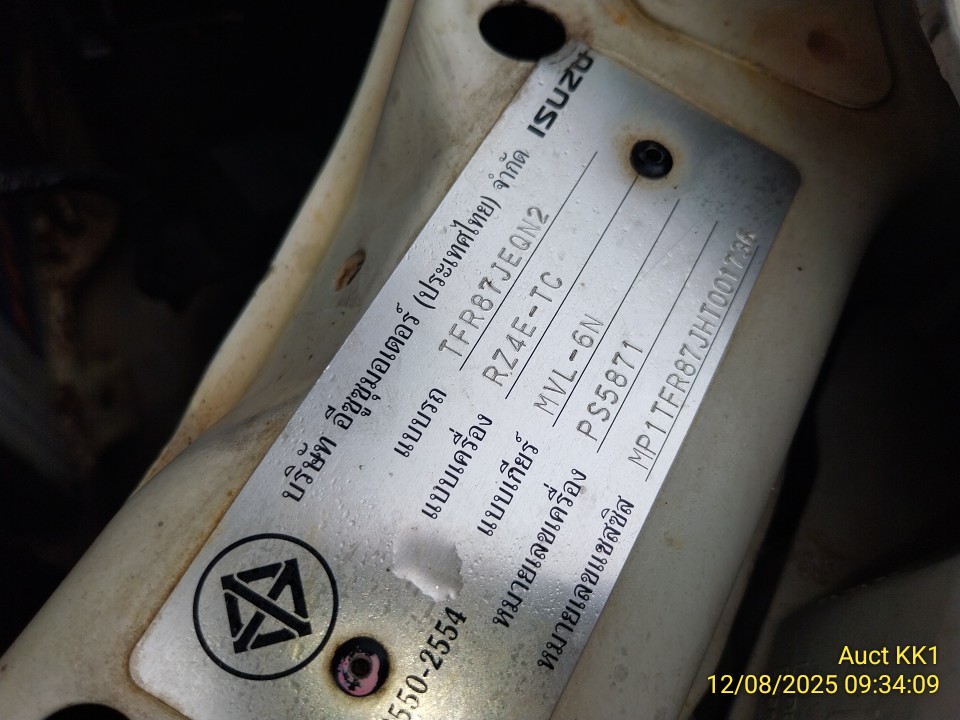 ISUZU
บริษัท อีซูซุมอเตอร์ (ประเทศไทย) จำกัด
แบบรถ TFR87JEQN2
แบบเครื่อง RZ4E-TC
แบบเกียร์ MVL-6N
หมายเลขเครื่อง PS5871
หมายเลขแชสซิส MP1TFR87JHT001736
2550-2554
Auct KK1
12/08/2025 09:34:09